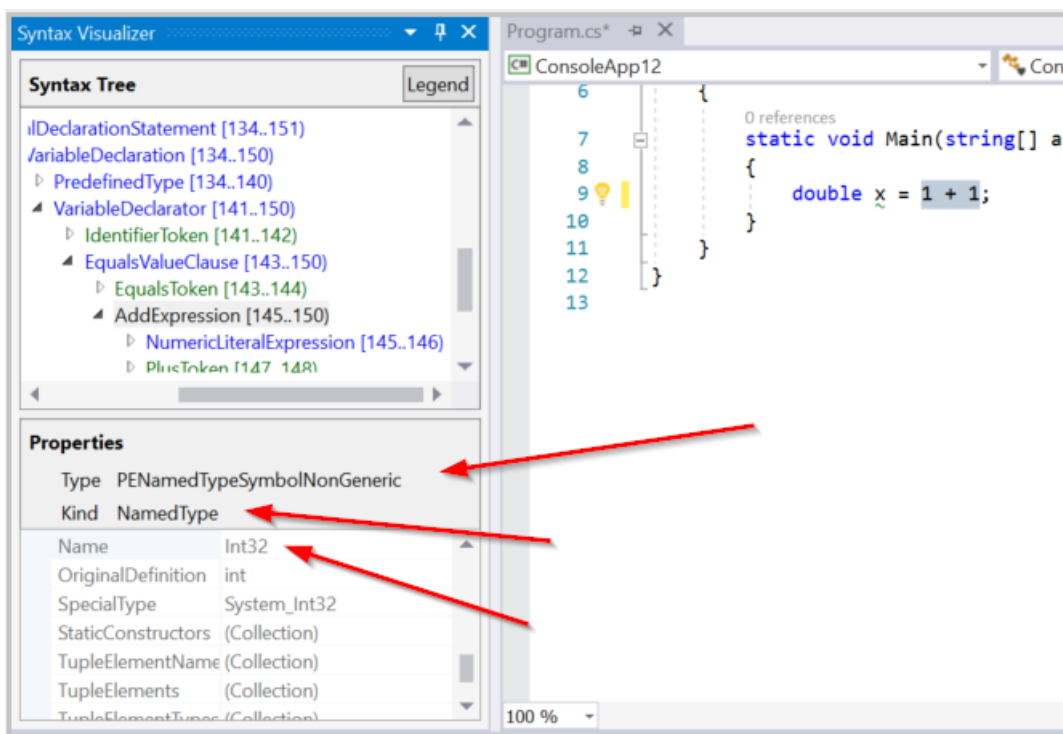 Syntax Visualizer
Syntax Tree
Legend
lDeclarationStatement [134..151)
VariableDeclaration [134..150)
PredefinedType [134..140)
VariableDeclarator [141..150)
IdentifierToken [141..142)
EqualsValueClause [143..150)
EqualsToken [143..144)
AddExpression [145..150)
NumericLiteralExpression [145..146)
PlusToken [147..148)
Properties
Type PENamedTypeSymbolNonGeneric
Kind NamedType
Name Int32
OriginalDefinition int
SpecialType System_Int32
StaticConstructors (Collection)
TupleElementName (Collection)
TupleElements (Collection)
TupleElementTypes (Collection)
Program.cs*
C# ConsoleApp12
Con
6 {
0 references
7 static void Main(string[] a
8 {
9 double x = 1 + 1;
10 }
11 }
12 }
13
100 %